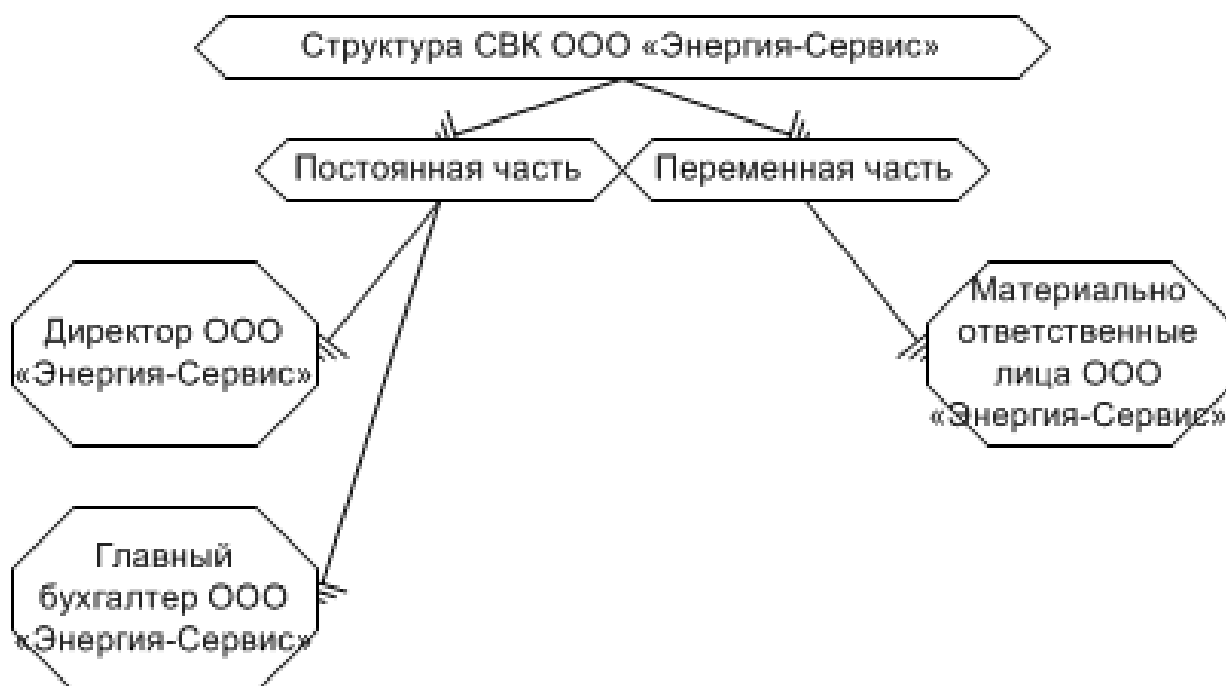 Структура СВК ООО «Энергия-Сервис»
Постоянная часть
Переменная часть
Директор ООО
«Энергия-Сервис»
Материально
ответственные
лица ООО
«Энергия-Сервис»
Главный
бухгалтер ООО
«Энергия-Сервис»